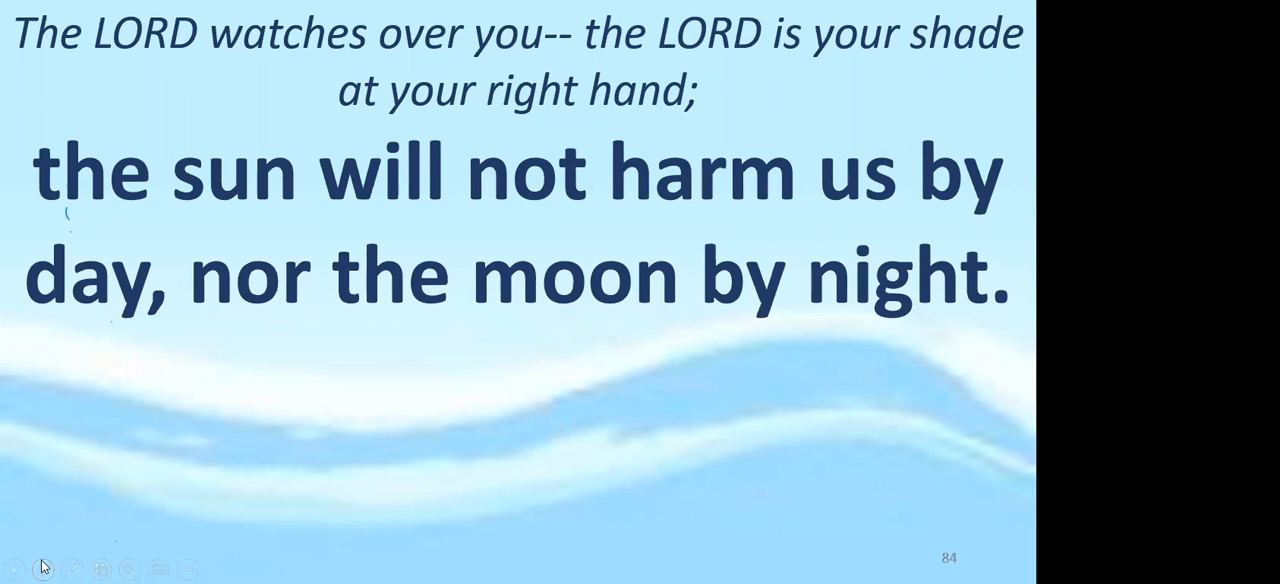 The LORD watches over you-- the LORD is your shade
at your right hand;
the sun will not harm us by
day, nor the moon by night.
84